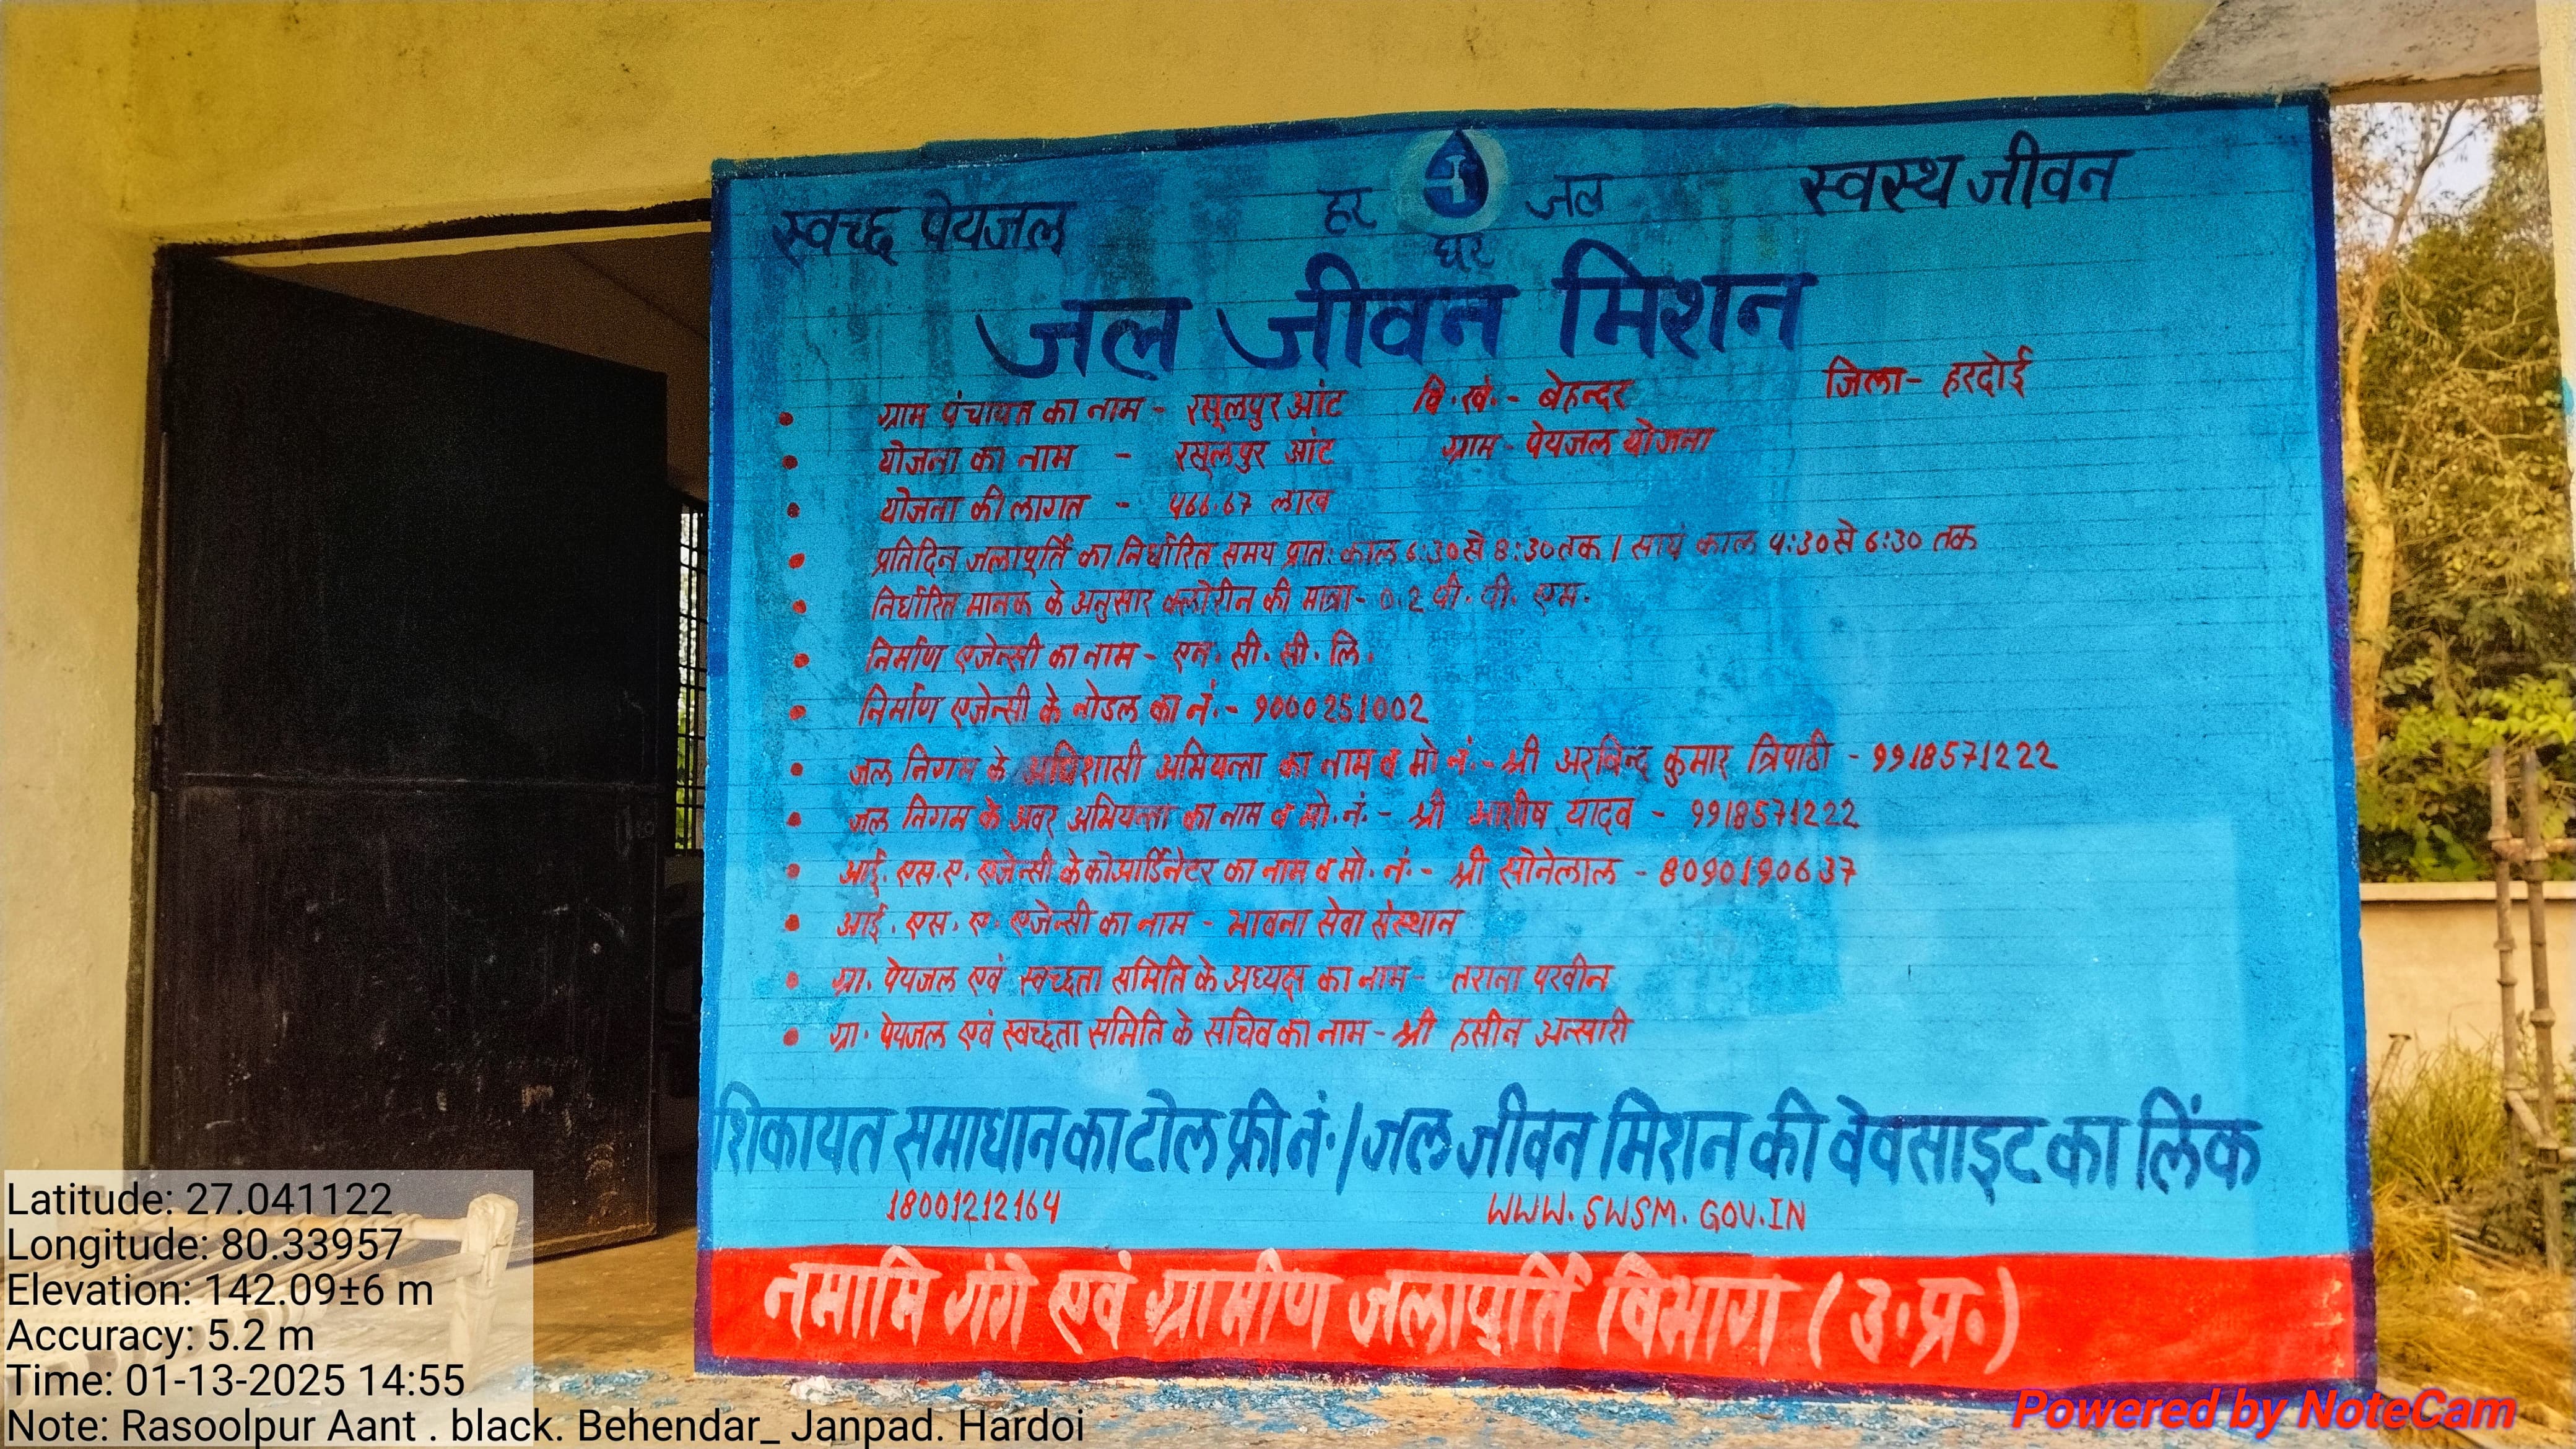 स्वच्छ पेयजल हर घर जल स्वस्थ जीवन
जल जीवन मिशन
• ग्राम पंचायत का नाम - रसूलपुर आंट वि.खं.- बेहन्दर जिला- हरदोई
• योजना का नाम - रसूलपुर आंट ग्राम- पेयजल योजना
• योजना की लागत - 466.67 लाख
• प्रतिदिन जलापूर्ति का निर्धारित समय प्रात: काल 6:30 से 8:30 तक / सायं काल 4:30 से 6:30 तक
• निर्धारित मानक के अनुसार क्लोरीन की मात्रा- 0.2 पी. पी. एम.
• निर्माण एजेन्सी का नाम - एन. सी. सी. लि.
• निर्माण एजेन्सी के नोडल का नं.- 9000251002
• जल निगम के अधिशासी अभियन्ता का नाम व मो नं.- श्री अरविन्द कुमार त्रिपाठी - 9918571222
• जल निगम के अवर अभियन्ता का नाम व मो.नं.- श्री आशीष यादव - 9918571222
• आई. एस.ए. एजेन्सी के कोआर्डिनेटर का नाम व मो. नं.- श्री सोनेलाल - 8090190637
• आई. एस. ए. एजेन्सी का नाम - भावना सेवा संस्थान
• ग्रा. पेयजल एवं स्वच्छता समिति के अध्यक्ष का नाम- तराना परवीन
• ग्रा. पेयजल एवं स्वच्छता समिति के सचिव का नाम- श्री हसीन अन्सारी
शिकायत समाधान का टोल फ्री नं./जल जीवन मिशन की वेवसाइट का लिंक
18001212164 WWW.SWSM.GOV.IN
नमामि गंगे एवं ग्रामीण जलापूर्ति विभाग (उ.प्र.)
Latitude: 27.041122
Longitude: 80.33957
Elevation: 142.09±6 m
Accuracy: 5.2 m
Time: 01-13-2025 14:55
Note: Rasoolpur Aant . black. Behendar_ Janpad. Hardoi
Powered by NoteCam